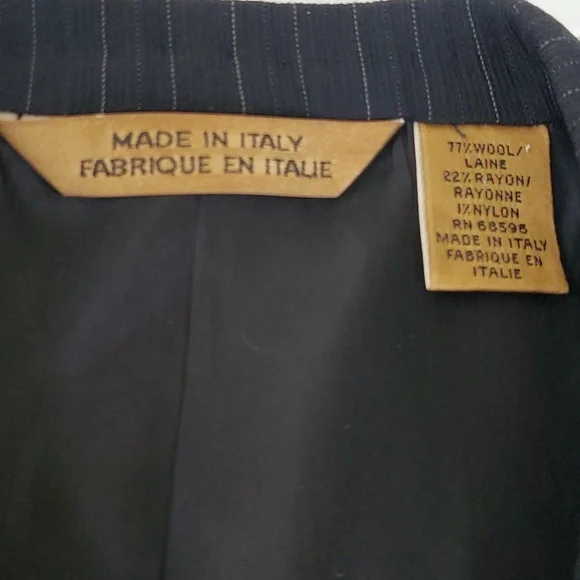 MADE IN ITALY
FABRIQUE EN ITALIE
77% WOOL/
LAINE
22% RAYON/
RAYONNE
1% NYLON
RN 68596
MADE IN ITALY
FABRIQUE EN
ITALIE